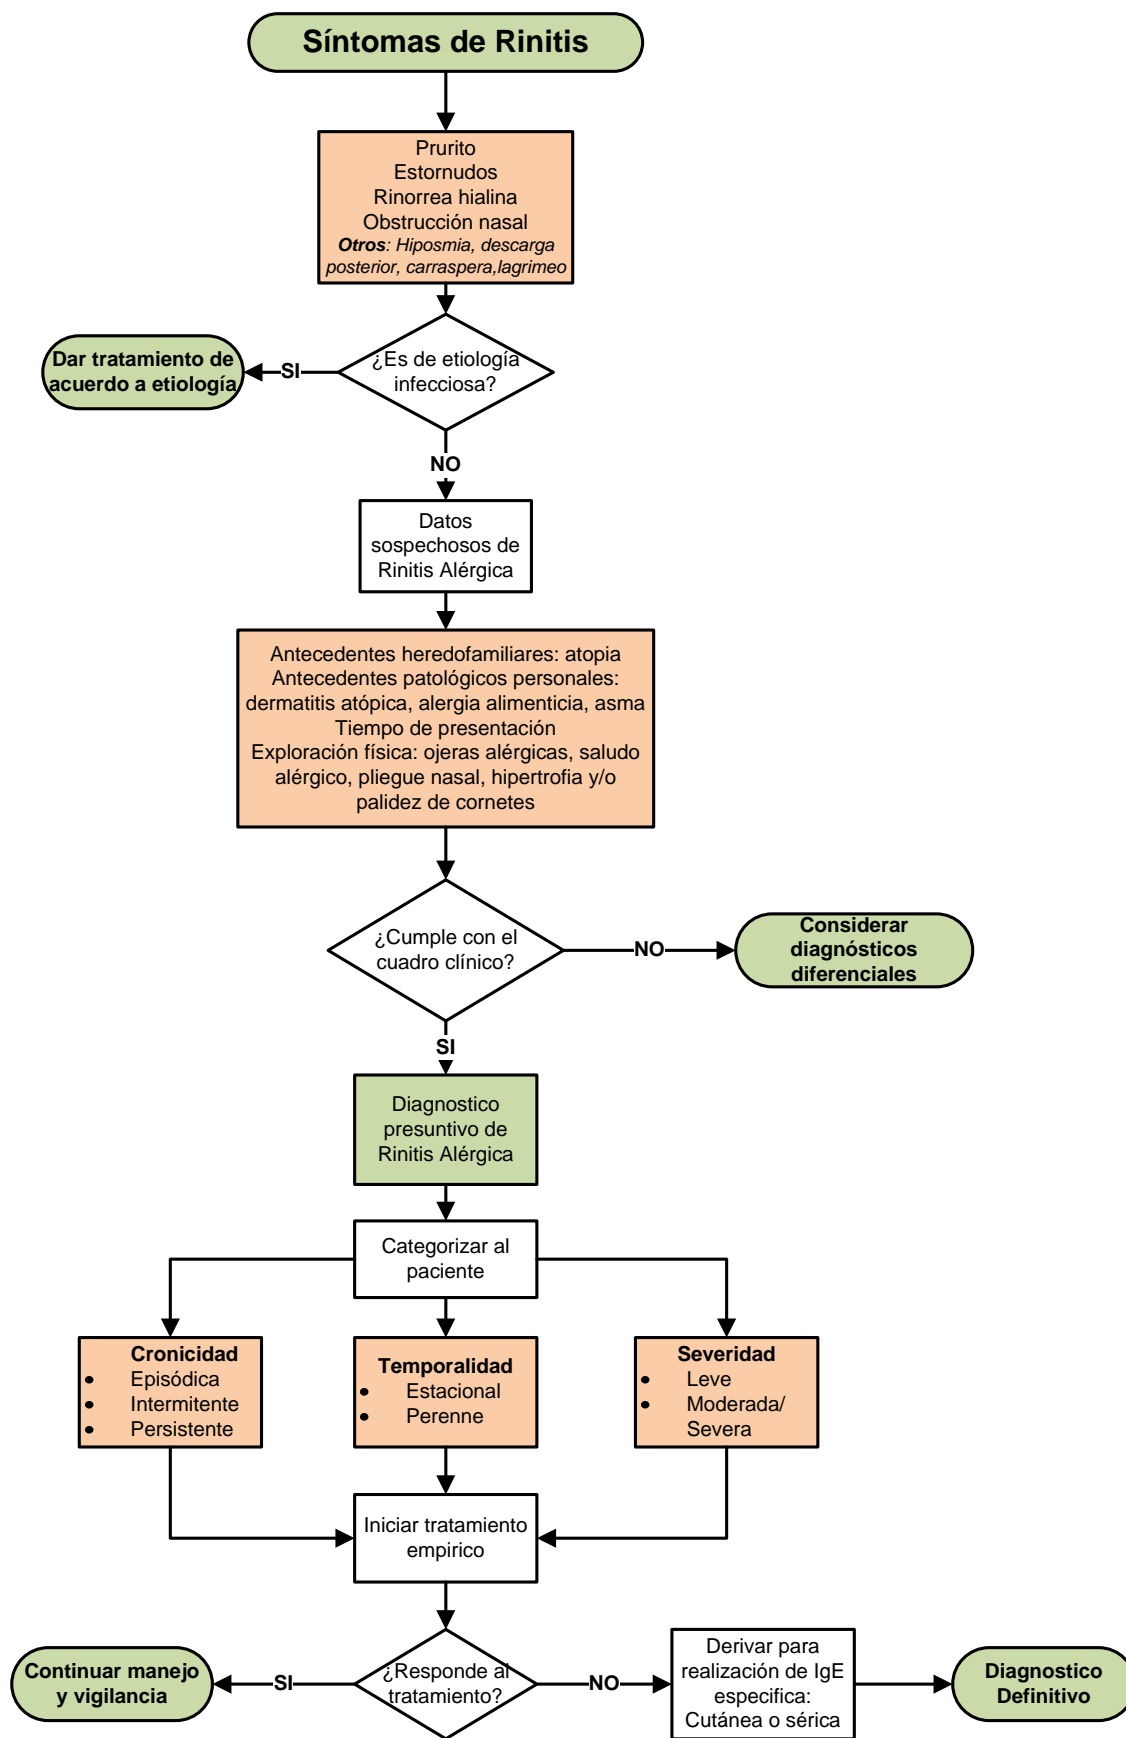 Síntomas de Rinitis
Prurito
Estornudos
Rinorrea hialina
Obstrucción nasal
Otros: Hiposmia, descarga
posterior, carraspera,lagrimeo
¿Es de etiología
infecciosa?
SI
Dar tratamiento de
acuerdo a etiología
NO
Datos
sospechosos de
Rinitis Alérgica
Antecedentes heredofamiliares: atopia
Antecedentes patológicos personales:
dermatitis atópica, alergia alimenticia, asma
Tiempo de presentación
Exploración física: ojeras alérgicas, saludo
alérgico, pliegue nasal, hipertrofia y/o
palidez de cornetes
¿Cumple con el
cuadro clínico?
NO
Considerar
diagnósticos
diferenciales
SI
Diagnostico
presuntivo de
Rinitis Alérgica
Categorizar al
paciente
Cronicidad
• Episódica
• Intermitente
• Persistente
Temporalidad
• Estacional
• Perenne
Severidad
• Leve
• Moderada/
Severa
Iniciar tratamiento
empirico
¿Responde al
tratamiento?
SI
Continuar manejo
y vigilancia
NO
Derivar para
realización de IgE
especifica:
Cutánea o sérica
Diagnostico
Definitivo